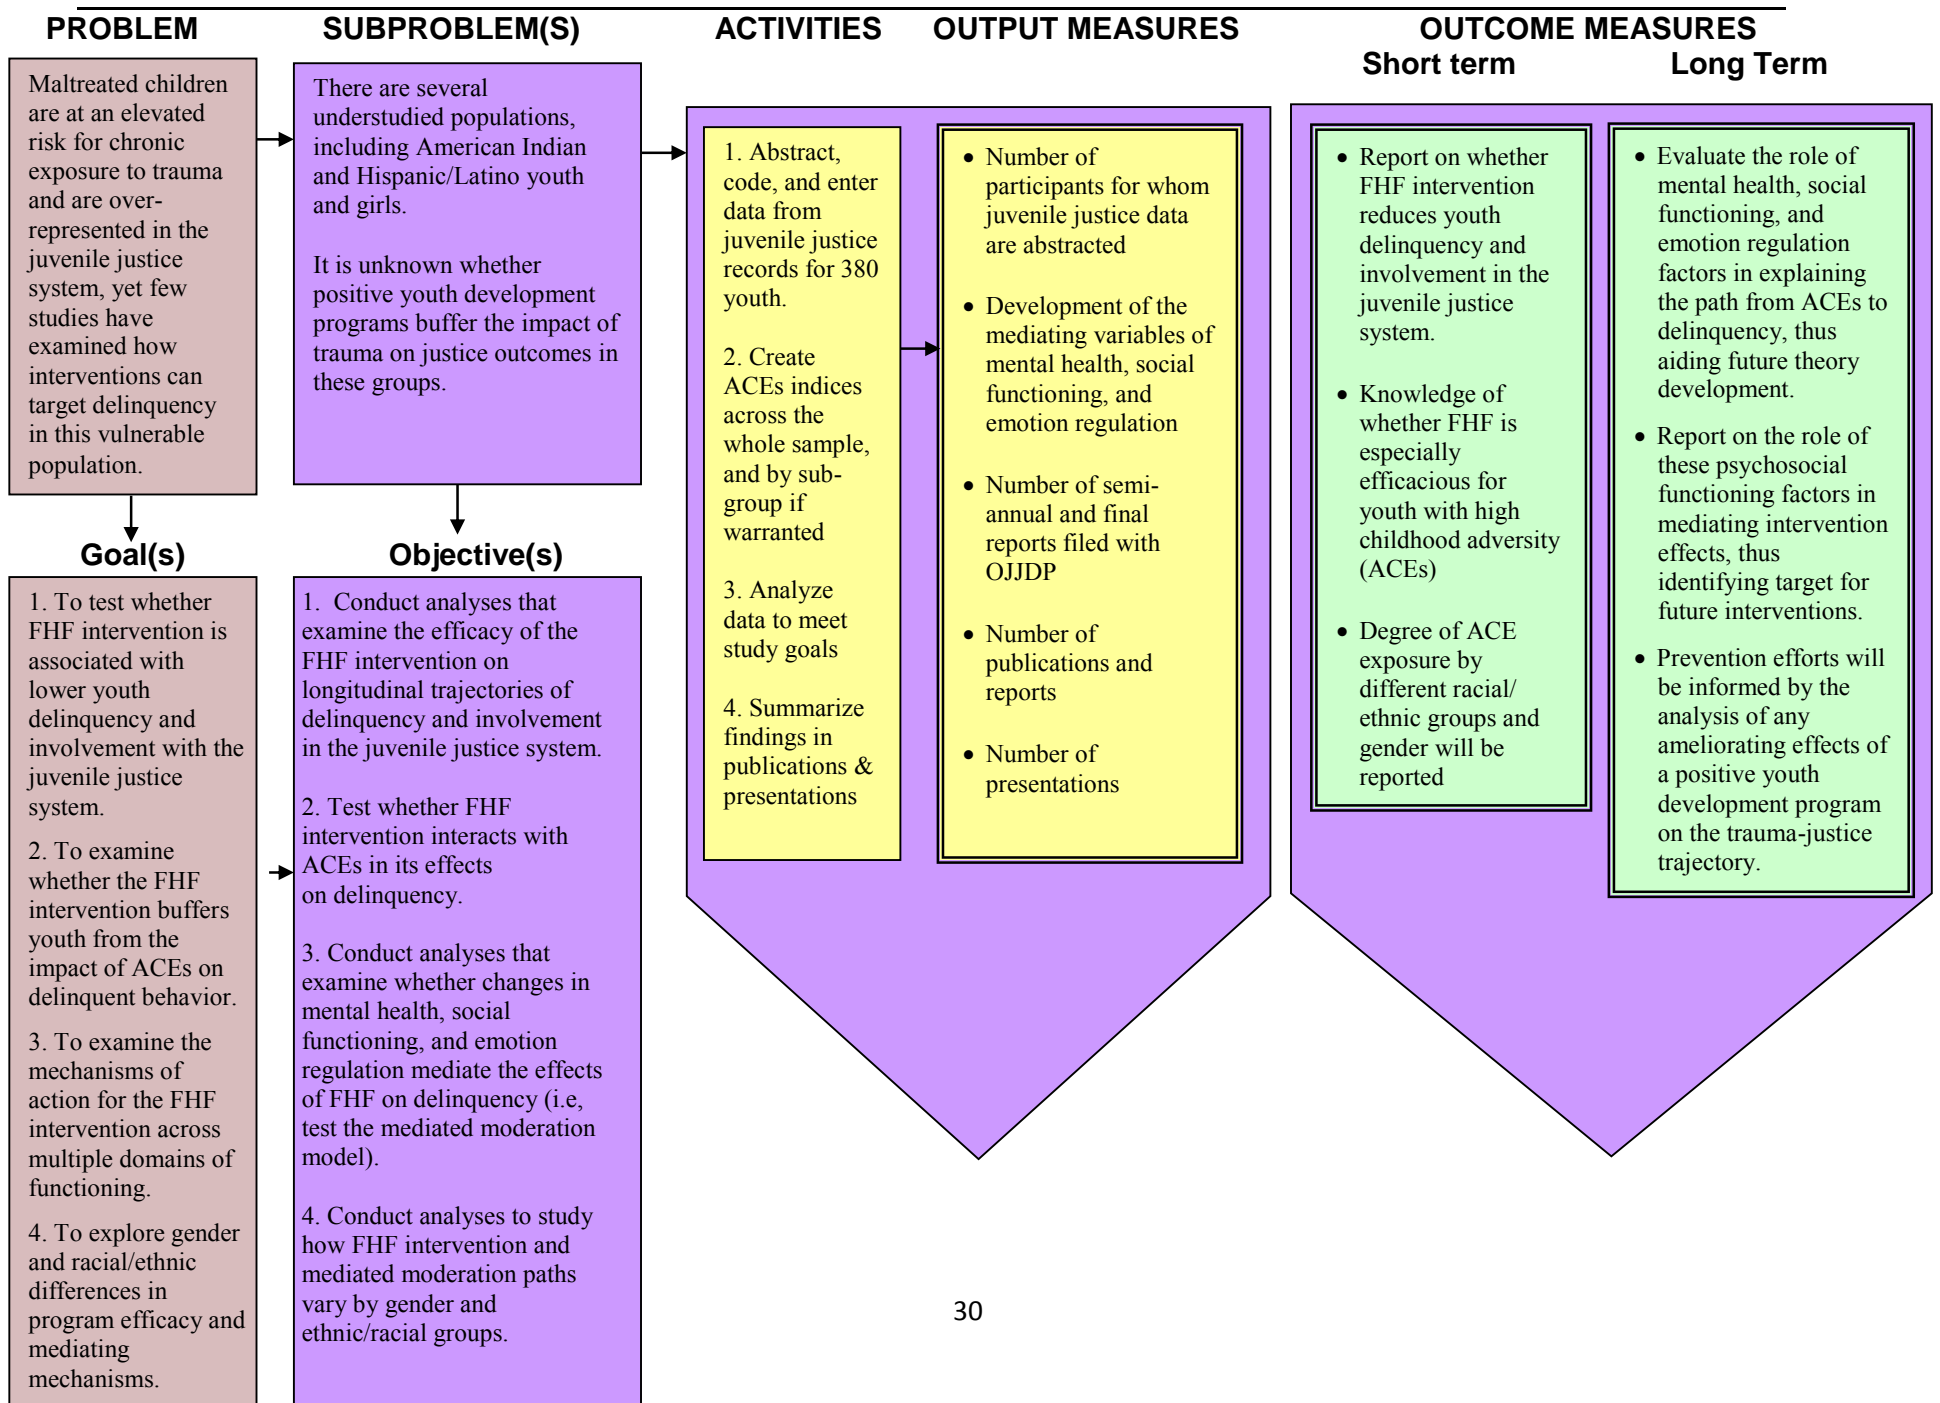 PROBLEM
SUBPROBLEM(S)
ACTIVITIES
OUTPUT MEASURES
OUTCOME MEASURES
Short term
Long Term
Maltreated children
are at an elevated
risk for chronic
exposure to trauma
and are over-
represented in the
juvenile justice
system, yet few
studies have
examined how
interventions can
target delinquency
in this vulnerable
population.
There are several
understudied populations,
including American Indian
and Hispanic/Latino youth
and girls.
It is unknown whether
positive youth development
programs buffer the impact of
trauma on justice outcomes in
these groups.
Goal(s)
1. To test whether
FHF intervention is
associated with
lower youth
delinquency and
involvement with the
juvenile justice
system.
2. To examine
whether the FHF
intervention buffers
youth from the
impact of ACEs on
delinquent behavior.
3. To examine the
mechanisms of
action for the FHF
intervention across
multiple domains of
functioning.
4. To explore gender
and racial/ethnic
differences in
program efficacy and
mediating
mechanisms.
Objective(s)
1. Conduct analyses that
examine the efficacy of the
FHF intervention on
longitudinal trajectories of
delinquency and involvement
in the juvenile justice system.
2. Test whether FHF
intervention interacts with
ACEs in its effects
on delinquency.
3. Conduct analyses that
examine whether changes in
mental health, social
functioning, and emotion
regulation mediate the effects
of FHF on delinquency (i.e,
test the mediated moderation
model).
4. Conduct analyses to study
how FHF intervention and
mediated moderation paths
vary by gender and
ethnic/racial groups.
1. Abstract,
code, and enter
data from
juvenile justice
records for 380
youth.
2. Create
ACEs indices
across the
whole sample,
and by sub-
group if
warranted
3. Analyze
data to meet
study goals
4. Summarize
findings in
publications &
presentations
• Number of
participants for whom
juvenile justice data
are abstracted
• Development of the
mediating variables of
mental health, social
functioning, and
emotion regulation
• Number of semi-
annual and final
reports filed with
OJJDP
• Number of
publications and
reports
• Number of
presentations
• Report on whether
FHF intervention
reduces youth
delinquency and
involvement in the
juvenile justice
system.
• Knowledge of
whether FHF is
especially
efficacious for
youth with high
childhood adversity
(ACEs)
• Degree of ACE
exposure by
different racial/
ethnic groups and
gender will be
reported
• Evaluate the role of
mental health, social
functioning, and
emotion regulation
factors in explaining
the path from ACEs to
delinquency, thus
aiding future theory
development.
• Report on the role of
these psychosocial
functioning factors in
mediating intervention
effects, thus
identifying target for
future interventions.
• Prevention efforts will
be informed by the
analysis of any
ameliorating effects of
a positive youth
development program
on the trauma-justice
trajectory.
30